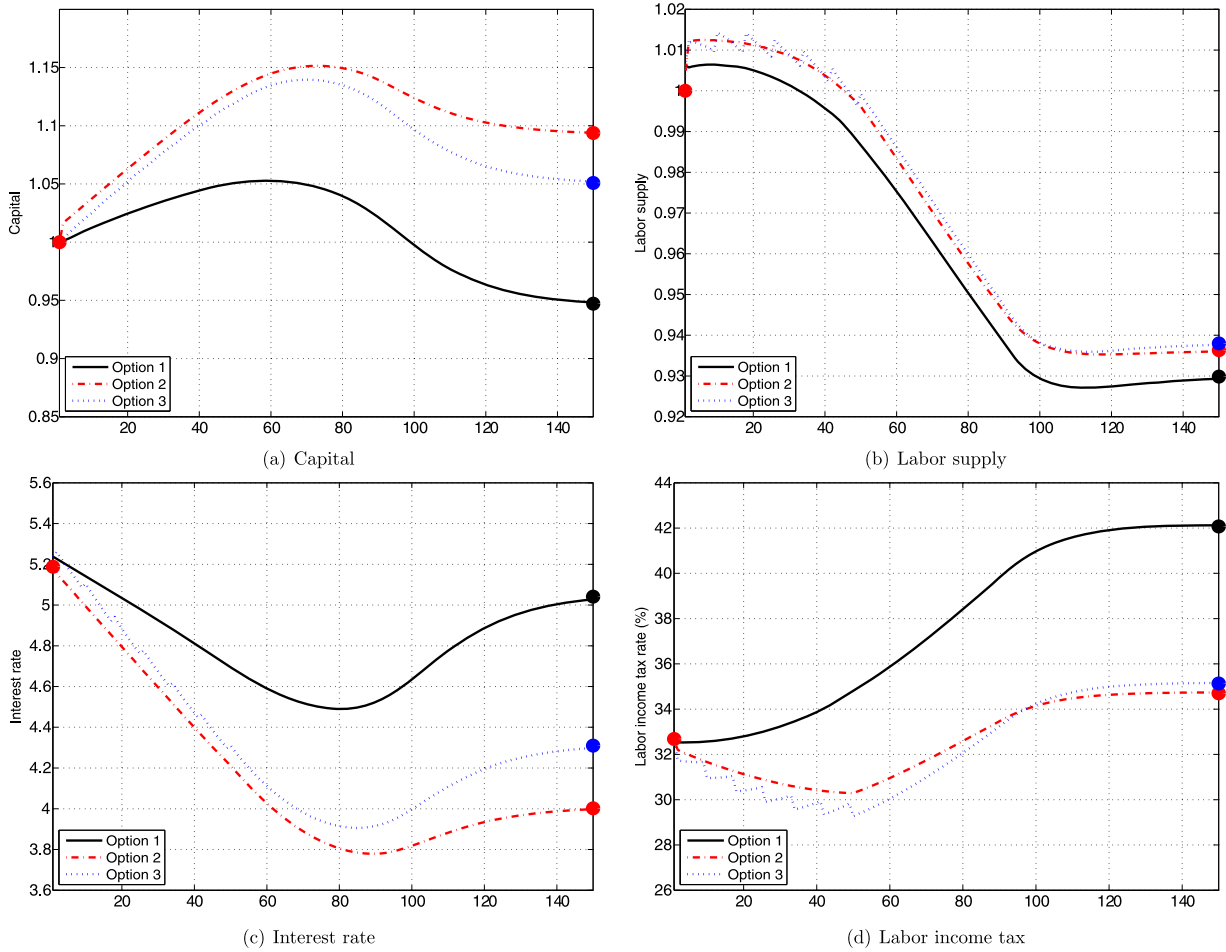 1.15
1.1
1.05
1
0.95
0.9
0.85
Capital
Option 1
Option 2
Option 3
20 40 60 80 100 120 140
(a) Capital
1.02
1.01
1
0.99
0.98
0.97
0.96
0.95
0.94
0.93
0.92
Labor supply
Option 1
Option 2
Option 3
20 40 60 80 100 120 140
(b) Labor supply
5.6
5.4
5.2
5
4.8
4.6
4.4
4.2
4
3.8
3.6
Interest rate
Option 1
Option 2
Option 3
20 40 60 80 100 120 140
(c) Interest rate
44
42
40
38
36
34
32
30
28
26
Labor income tax rate (%)
Option 1
Option 2
Option 3
20 40 60 80 100 120 140
(d) Labor income tax